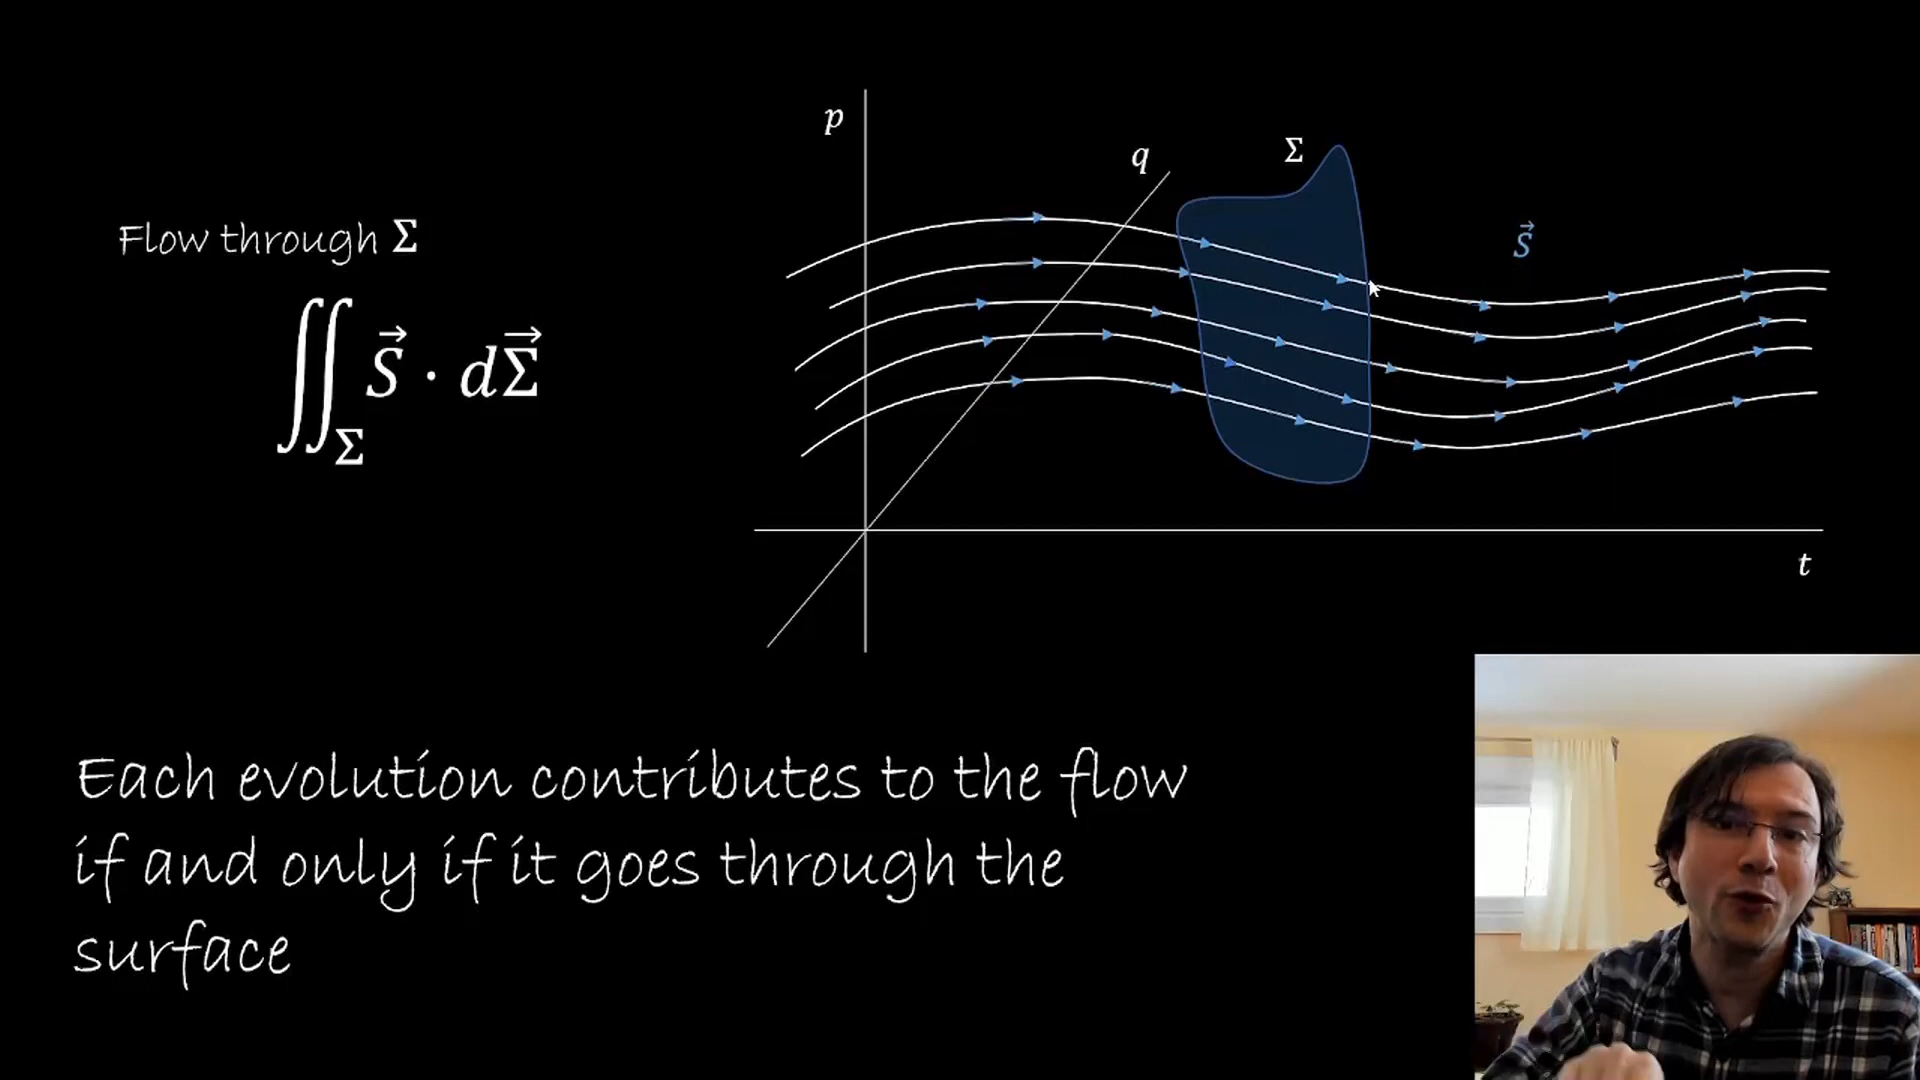 p
q
Σ
S⃗
Flow through Σ
∬_Σ S⃗ · dΣ⃗
t
Each evolution contributes to the flow
if and only if it goes through the
surface